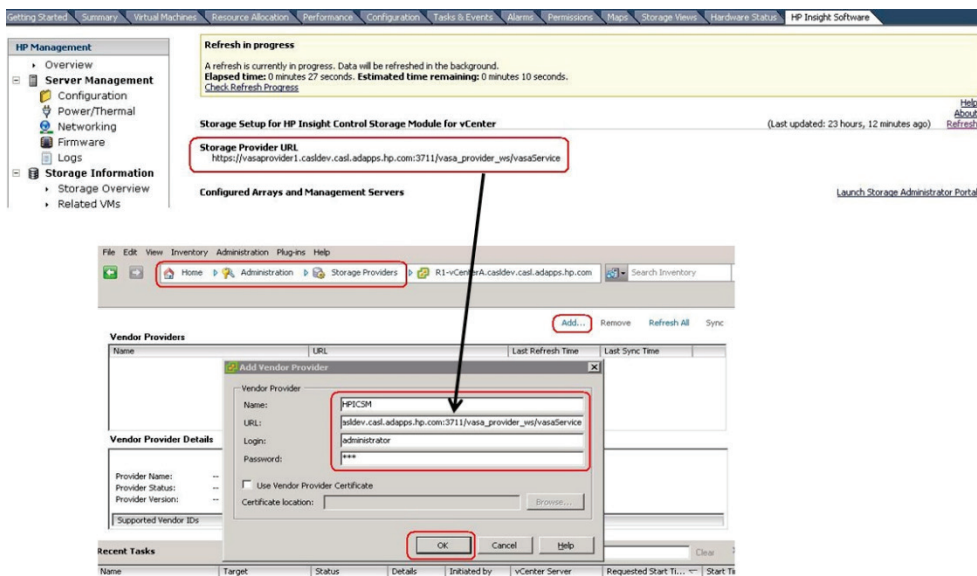 Getting Started Summary Virtual Machines Resource Allocation Performance Configuration Tasks & Events Alarms Permissions Maps Storage Views Hardware Status HP Insight Software
HP Management
Overview
Server Management
Configuration
Power/Thermal
Networking
Firmware
Logs
Storage Information
Storage Overview
Related VMs
Refresh in progress
A refresh is currently in progress. Data will be refreshed in the background.
Elapsed time: 0 minutes 27 seconds. Estimated time remaining: 0 minutes 10 seconds.
Check Refresh Progress
Help
About
Storage Setup for HP Insight Control Storage Module for vCenter (Last updated: 23 hours, 12 minutes ago) Refresh
Storage Provider URL
https://vasaprovider1.casldev.casl.adapps.hp.com:3711/vasa_provider_ws/vasaService
Configured Arrays and Management Servers Launch Storage Administrator Portal
File Edit View Inventory Administration Plug-ins Help
Home Administration Storage Providers R1-vCenterA.casldev.casl.adapps.hp.com Search Inventory
Add... Remove Refresh All Sync
Vendor Providers
Name URL Last Refresh Time Last Sync Time
Add Vendor Provider
Vendor Provider
Name: HPICSM
URL: asldev.casl.adapps.hp.com:3711/vasa_provider_ws/vasaService
Login: administrator
Password: ***
Use Vendor Provider Certificate
Certificate location: Browse...
OK Cancel Help
Vendor Provider Details
Provider Name: --
Provider Status: --
Provider Version: --
Supported Vendor IDs
Recent Tasks Clear
Name Target Status Details Initiated by vCenter Server Requested Start Ti... Start Ti